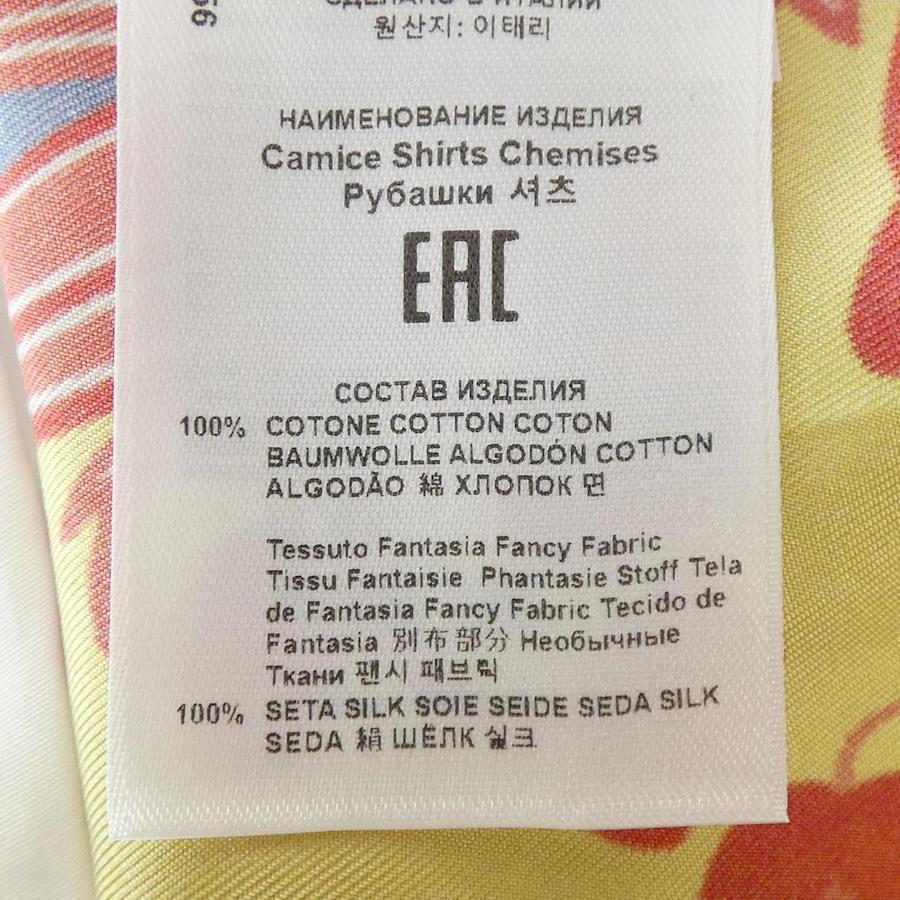 99
СДЕЛАНО В ИТАЛИИ
원산지: 이태리
НАИМЕНОВАНИЕ ИЗДЕЛИЯ
Camice Shirts Chemises
Рубашки 셔츠
EAC
СОСТАВ ИЗДЕЛИЯ
100% COTONE COTTON COTON
BAUMWOLLE ALGODÓN COTTON
ALGODÃO 綿 ХЛОПОК 면
Tessuto Fantasia Fancy Fabric
Tissu Fantaisie Phantasie Stoff Tela
de Fantasia Fancy Fabric Tecido de
Fantasia 別布部分 Необычные
Ткани 팬시 패브릭
100% SETA SILK SOIE SEIDE SEDA SILK
SEDA 絹 ШЁЛК 실크